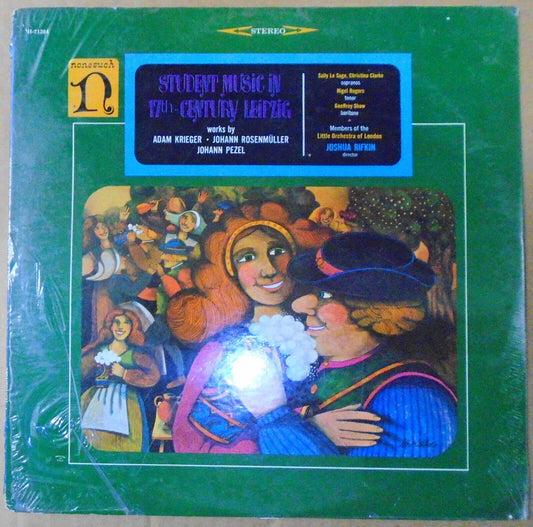 H-71284
STEREO
nonesuch
n
STUDENT MUSIC IN
17th-CENTURY LEIPZIG
works by
ADAM KRIEGER • JOHANN ROSENMÜLLER
JOHANN PEZEL
Sally Le Sage, Christina Clarke
sopranos
Nigel Rogers
tenor
Geoffrey Shaw
baritone
Members of the
Little Orchestra of London
JOSHUA RIFKIN
director